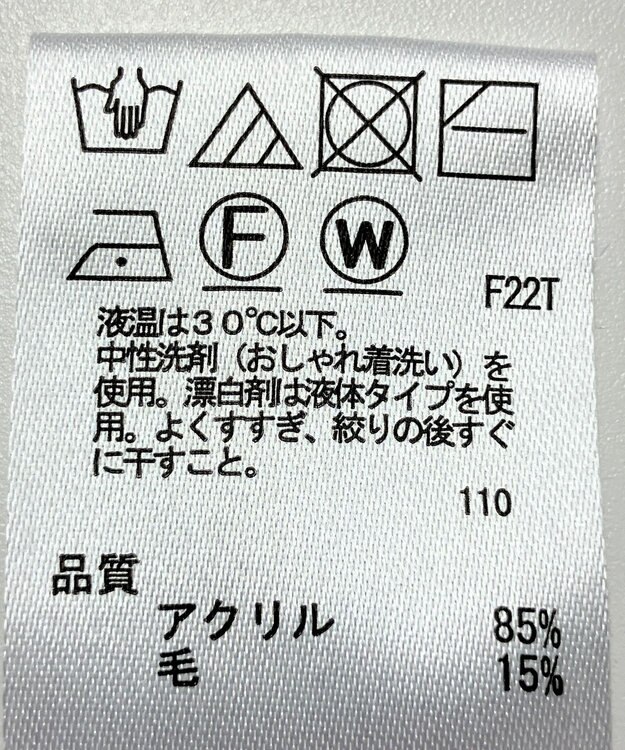 F W
F22T
液温は30℃以下。
中性洗剤（おしゃれ着洗い）を
使用。漂白剤は液体タイプを使
用。よくすすぎ、絞りの後すぐ
に干すこと。
110
品質
アクリル 85%
毛 15%